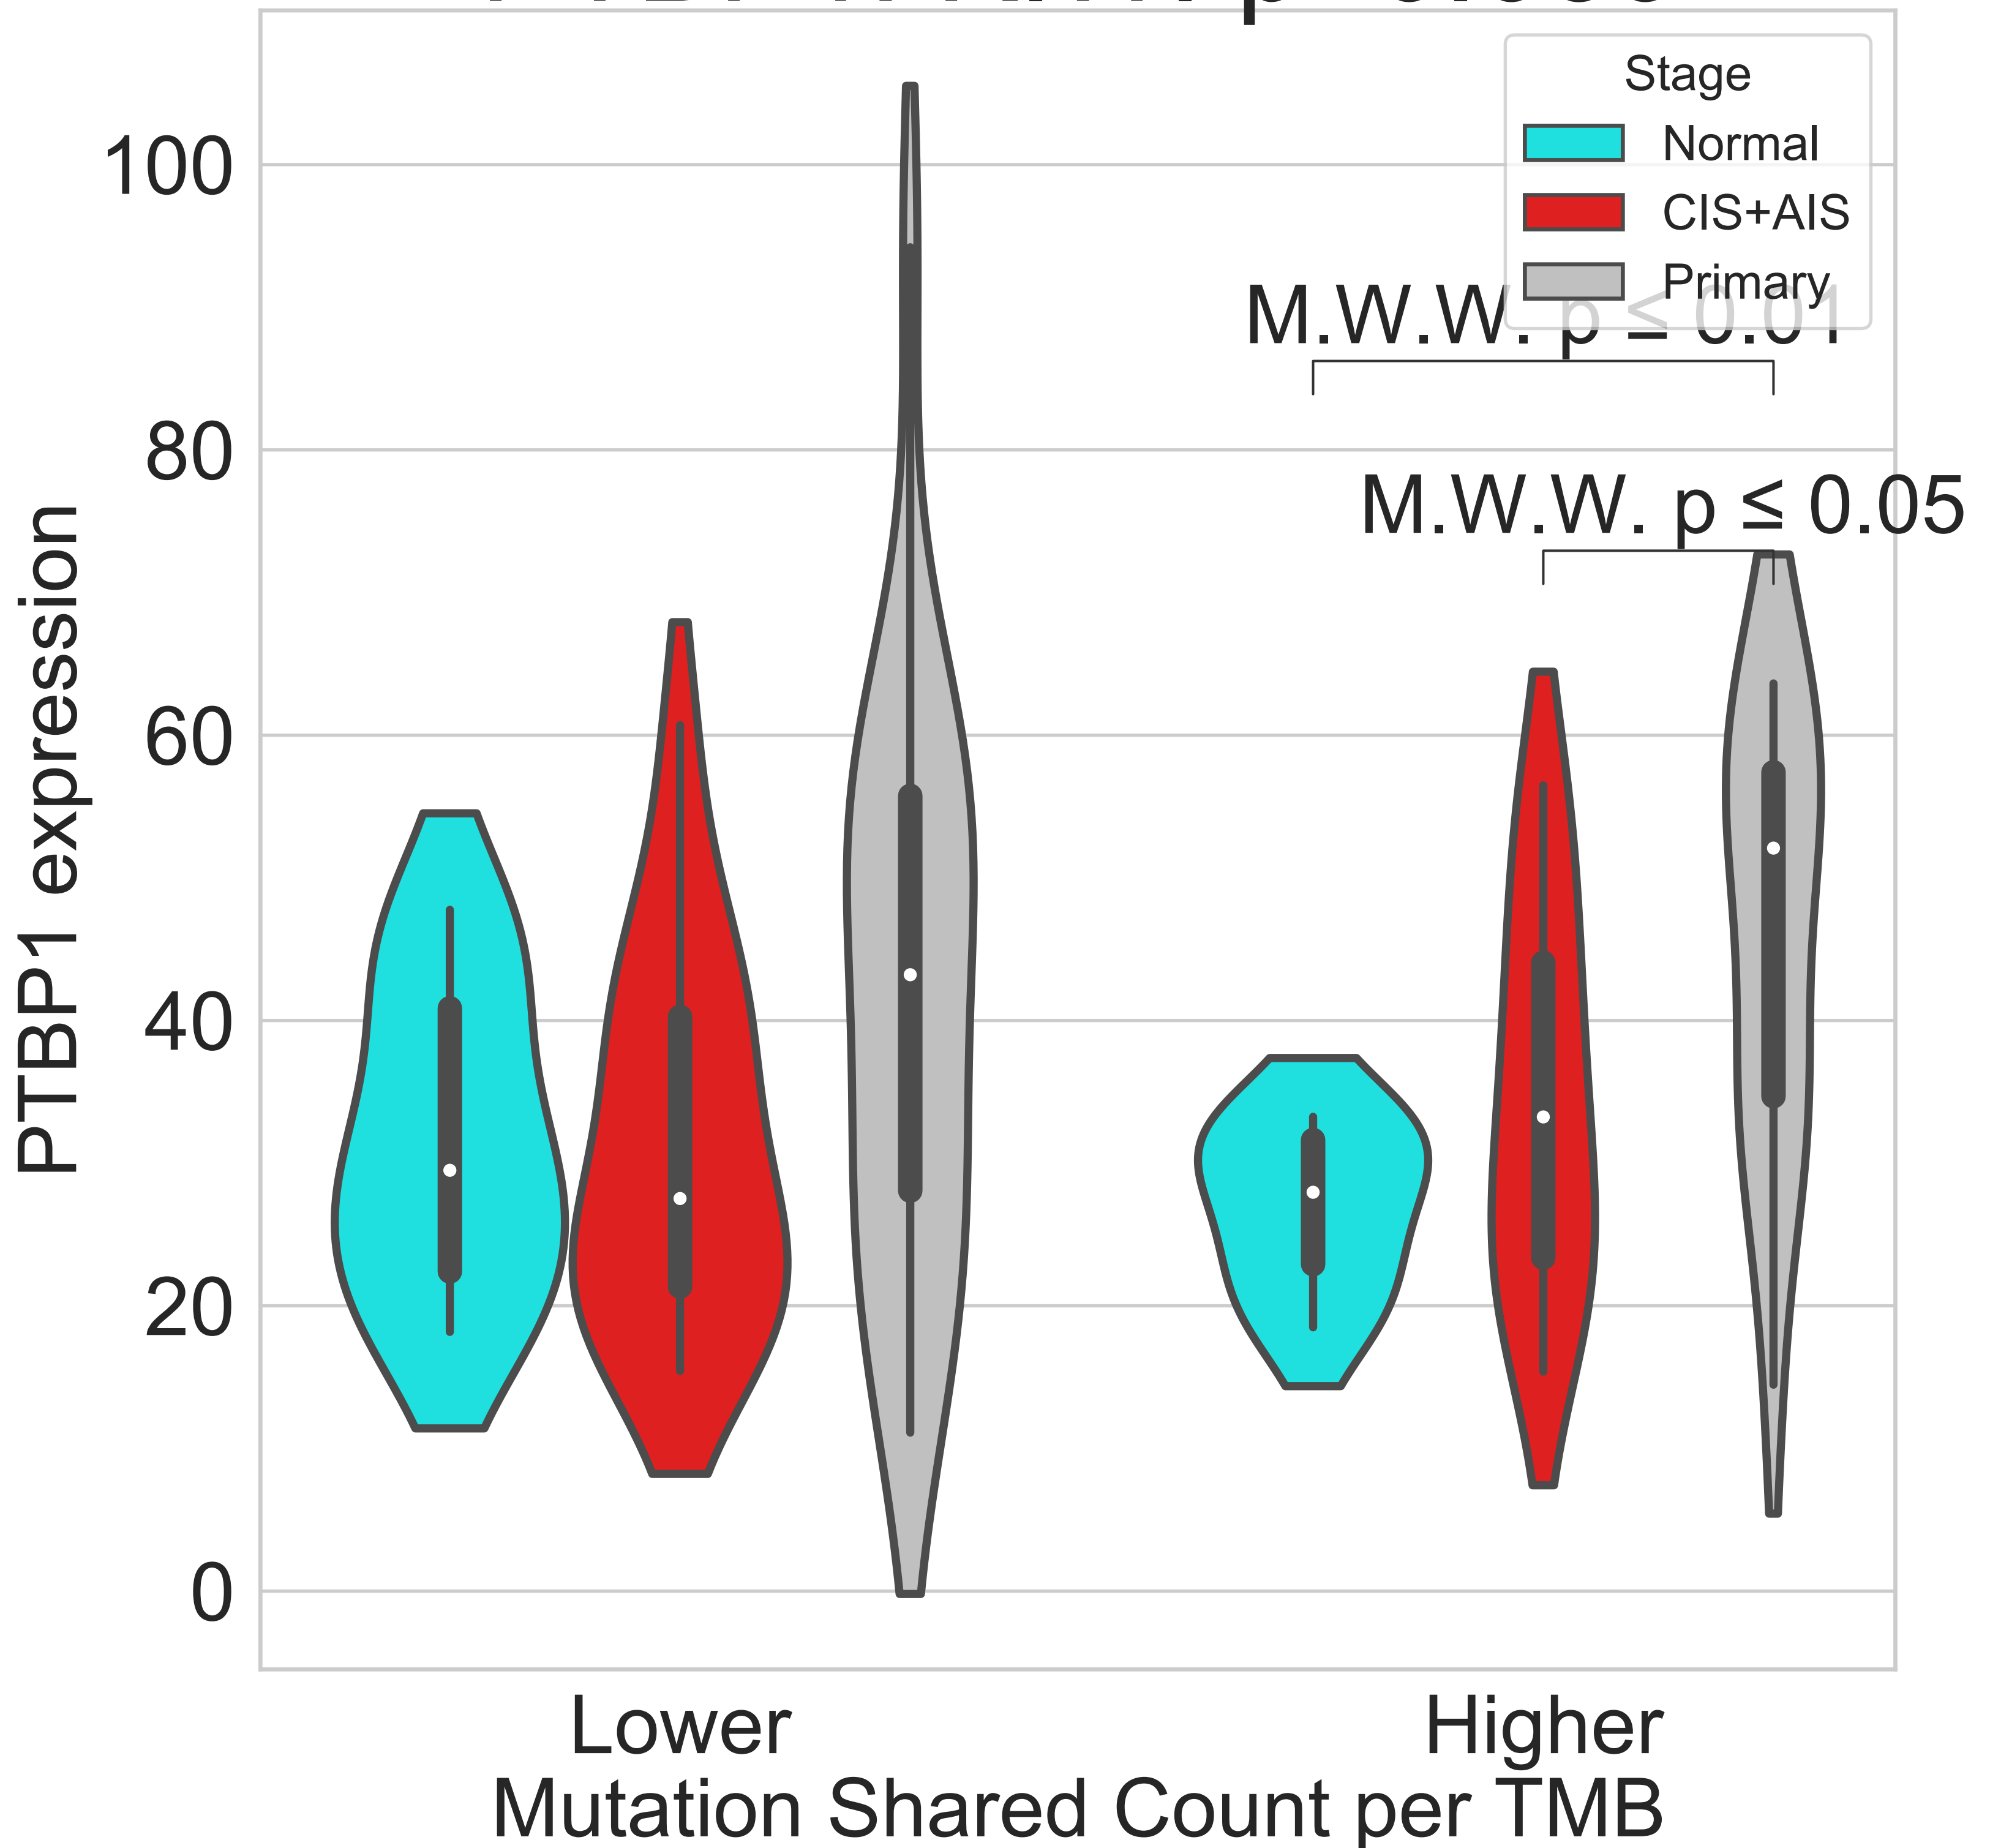 Stage
Normal
CIS+AIS
Primary
M.W.W. p ≤ 0.01
M.W.W. p ≤ 0.05
100
80
60
40
20
0
PTBP1 expression
Lower
Higher
Mutation Shared Count per TMB